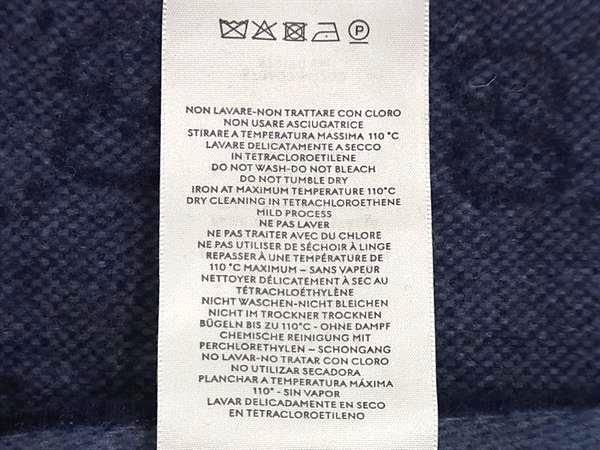 P
NON LAVARE-NON TRATTARE CON CLORO
NON USARE ASCIUGATRICE
STIRARE A TEMPERATURA MASSIMA 110 °C
LAVARE DELICATAMENTE A SECCO
IN TETRACLOROETILENE
DO NOT WASH-DO NOT BLEACH
DO NOT TUMBLE DRY
IRON AT MAXIMUM TEMPERATURE 110°C
DRY CLEANING IN TETRACHLOROETHENE
MILD PROCESS
NE PAS LAVER
NE PAS TRAITER AVEC DU CHLORE
NE PAS UTILISER DE SÉCHOIR À LINGE
REPASSER À UNE TEMPÉRATURE DE
110 °C MAXIMUM – SANS VAPEUR
NETTOYER DÉLICATEMENT À SEC AU
TÉTRACHLOÉTHYLÈNE
NICHT WASCHEN-NICHT BLEICHEN
NICHT IM TROCKNER TROCKNEN
BÜGELN BIS ZU 110°C - OHNE DAMPF
CHEMISCHE REINIGUNG MIT
PERCHLORETHYLEN – SCHONGANG
NO LAVAR-NO TRATAR CON CLORO
NO UTILIZAR SECADORA
PLANCHAR A TEMPERATURA MÁXIMA
110° - SIN VAPOR
LAVAR DELICADAMENTE EN SECO
EN TETRACLOROETILENO